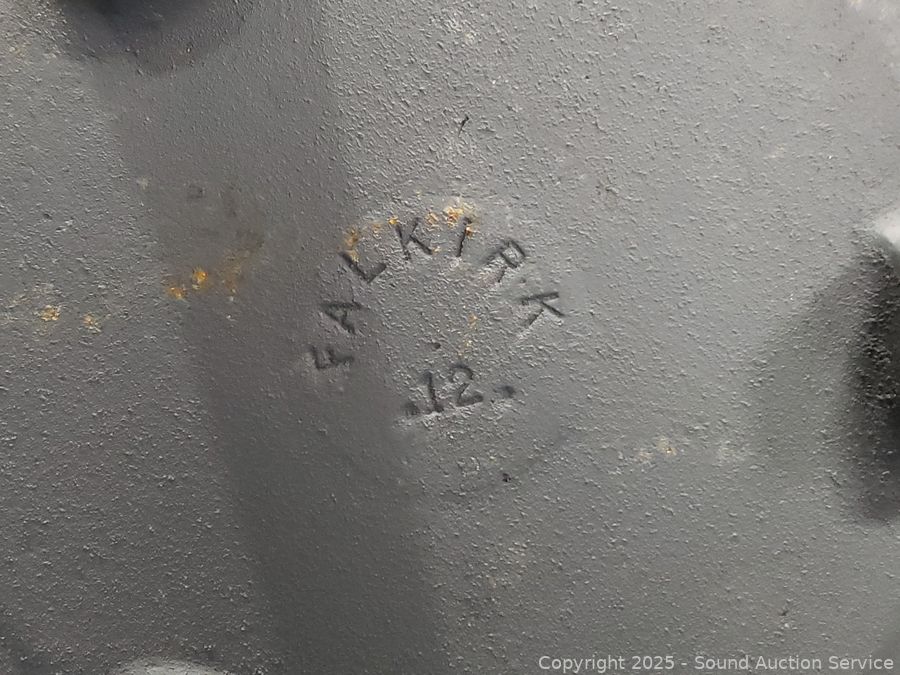 FALKIRK
.12.
Copyright 2025 - Sound Auction Service